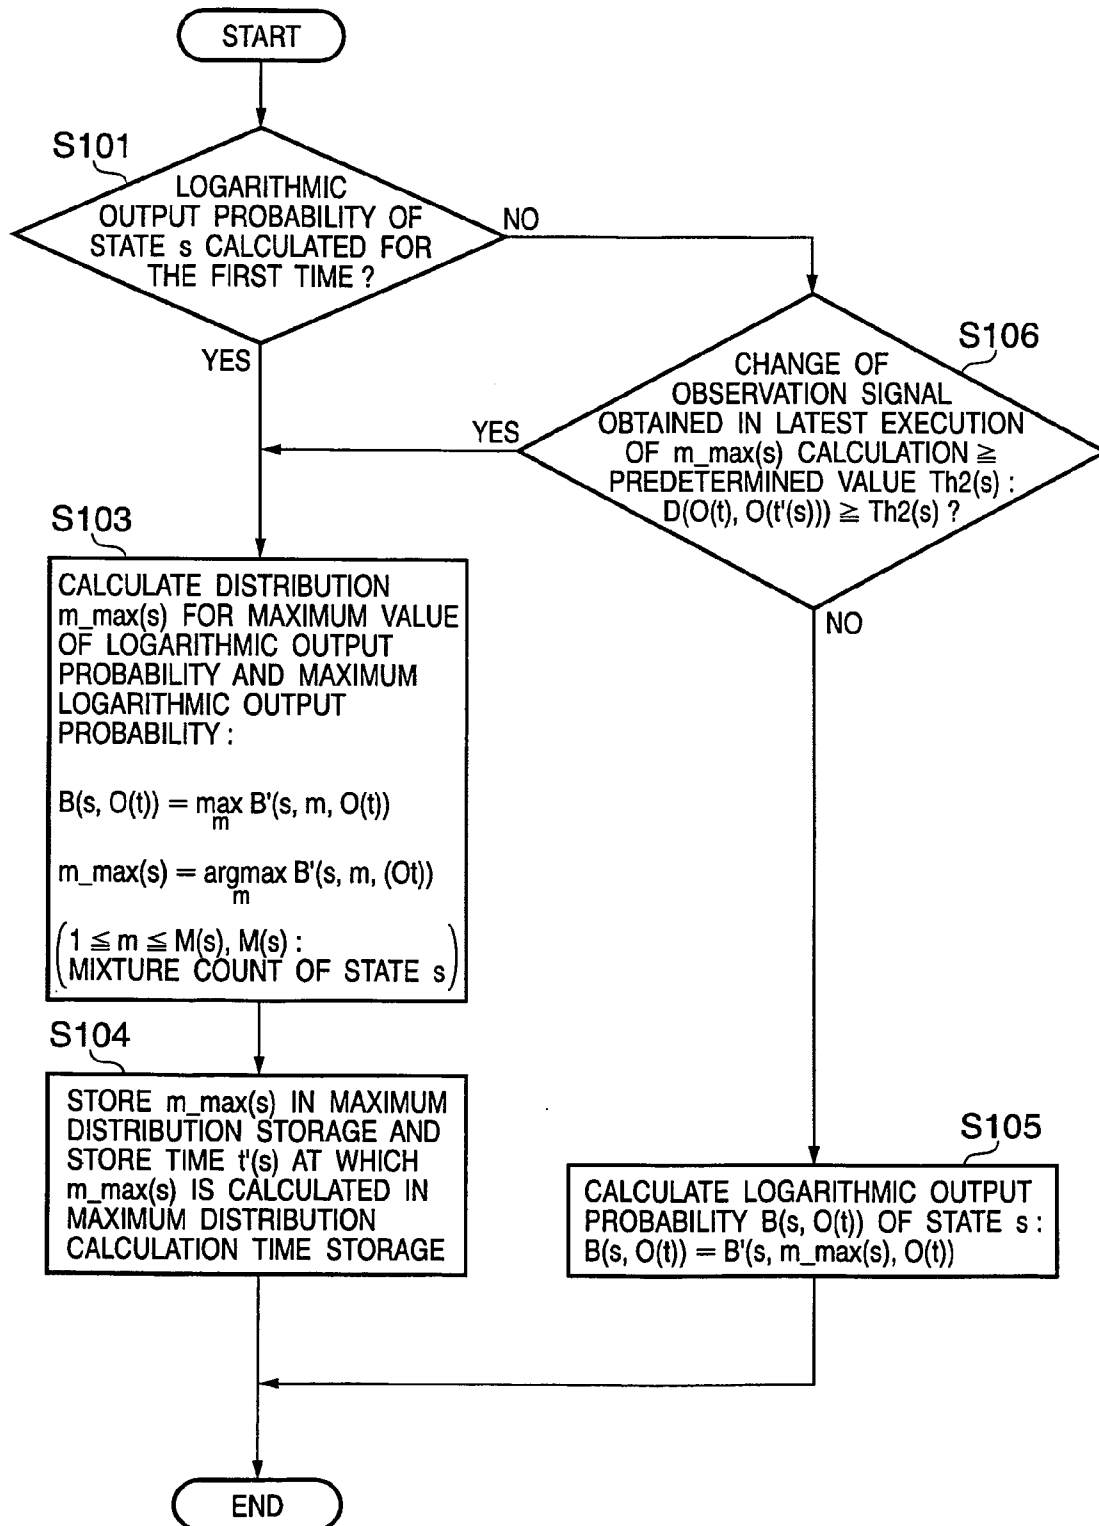 START
S101
LOGARITHMIC
OUTPUT PROBABILITY OF
STATE s CALCULATED FOR
THE FIRST TIME ?
NO
YES
S106
CHANGE OF
OBSERVATION SIGNAL
OBTAINED IN LATEST EXECUTION
OF m_max(s) CALCULATION ≧
PREDETERMINED VALUE Th2(s) :
D(O(t), O(t'(s))) ≧ Th2(s) ?
YES
NO
S103
CALCULATE DISTRIBUTION
m_max(s) FOR MAXIMUM VALUE
OF LOGARITHMIC OUTPUT
PROBABILITY AND MAXIMUM
LOGARITHMIC OUTPUT
PROBABILITY :
B(s, O(t)) = max B'(s, m, O(t))
m
m_max(s) = argmax B'(s, m, (Ot))
m
(1 ≦ m ≦ M(s), M(s) :
MIXTURE COUNT OF STATE s)
S104
STORE m_max(s) IN MAXIMUM
DISTRIBUTION STORAGE AND
STORE TIME t'(s) AT WHICH
m_max(s) IS CALCULATED IN
MAXIMUM DISTRIBUTION
CALCULATION TIME STORAGE
S105
CALCULATE LOGARITHMIC OUTPUT
PROBABILITY B(s, O(t)) OF STATE s :
B(s, O(t)) = B'(s, m_max(s), O(t))
END